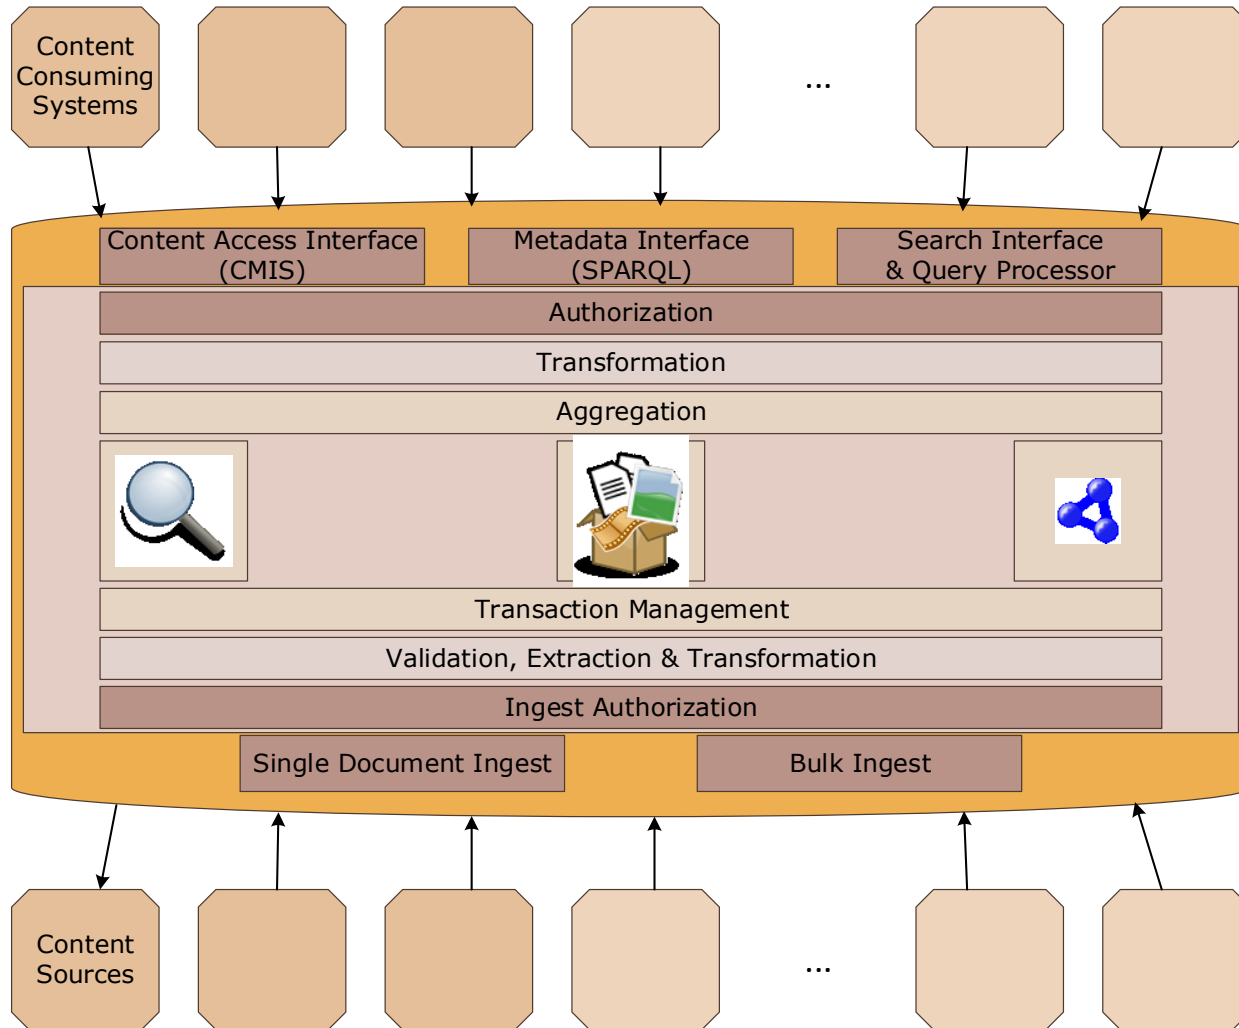 Content
Consuming
Systems
...
Content Access Interface
(CMIS)
Metadata Interface
(SPARQL)
Search Interface
& Query Processor
Authorization
Transformation
Aggregation
Transaction Management
Validation, Extraction & Transformation
Ingest Authorization
Single Document Ingest
Bulk Ingest
Content
Sources
...